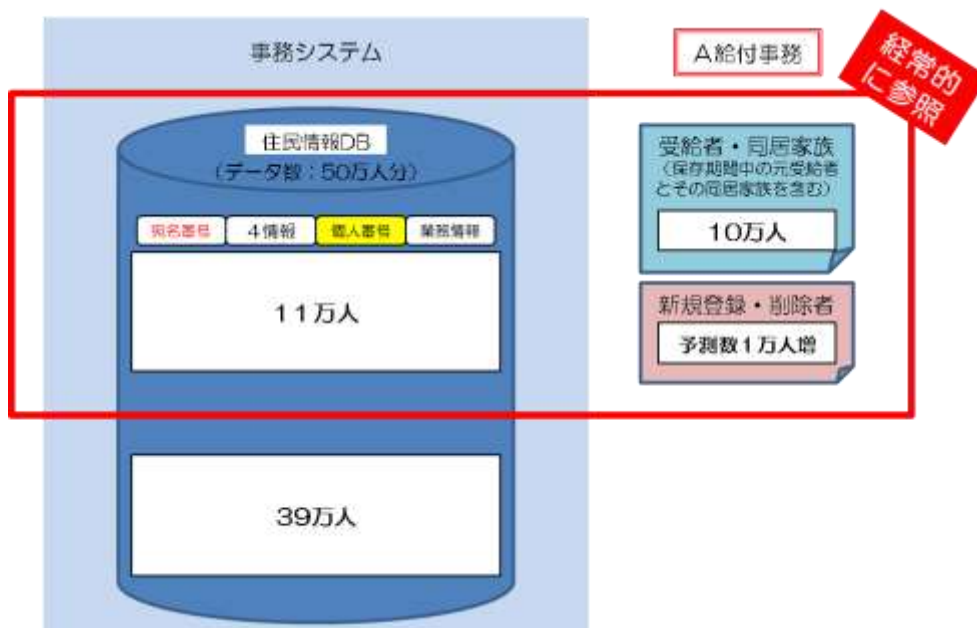 事務システム
A給付事務
経常的
に参照
住民情報DB
（データ数：50万人分）
宛名番号
4情報
個人番号
業務情報
11万人
39万人
受給者・同居家族
（保存期間中の元受給者
とその同居家族を含む）
10万人
新規登録・削除者
予測数1万人増